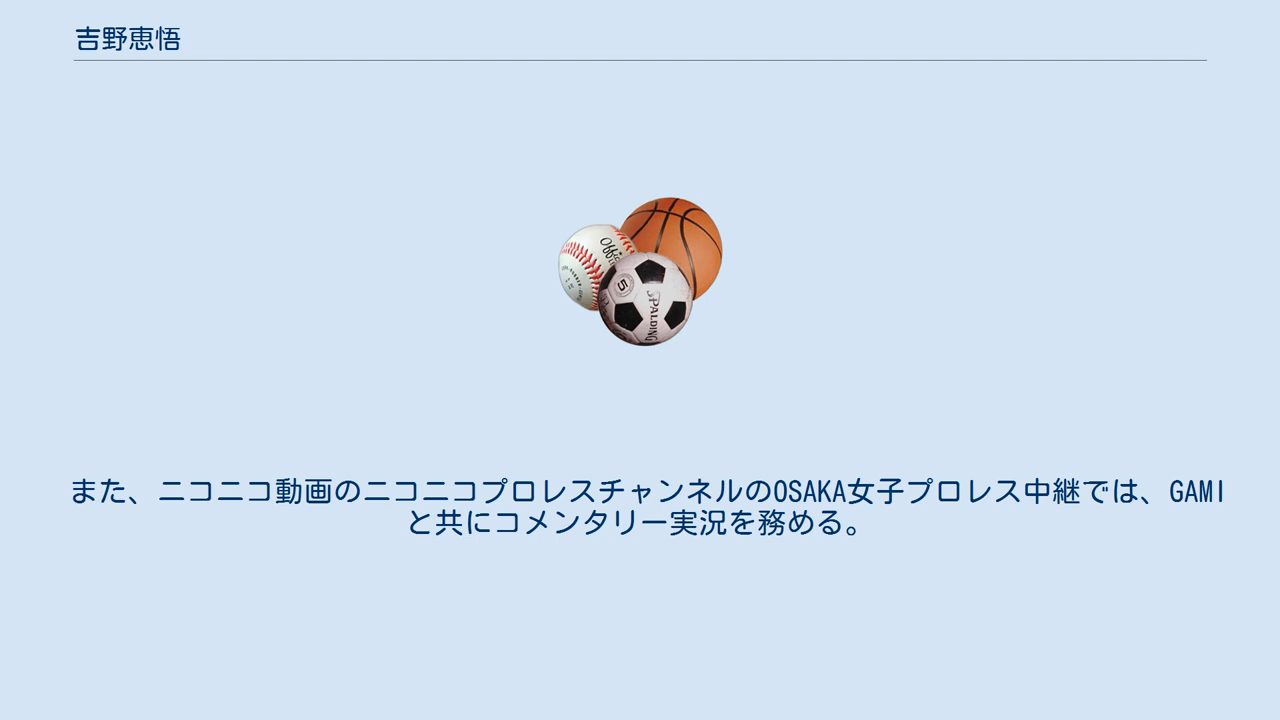 吉野恵悟
Offici
5
SPALDING
また、ニコニコ動画のニコニコプロレスチャンネルのOSAKA女子プロレス中継では、GAMI
と共にコメンタリー実況を務める。